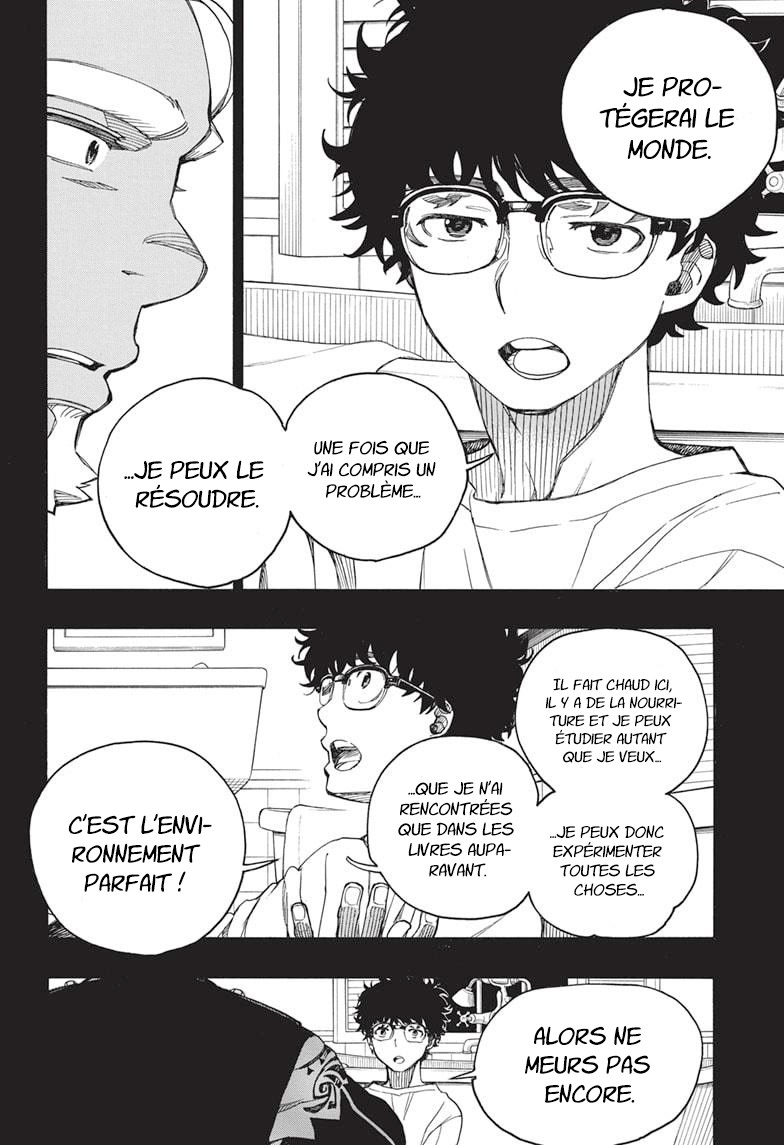 JE PRO-
TÉGERAI LE
MONDE.
UNE FOIS QUE
J'AI COMPRIS UN
PROBLÈME...
...JE PEUX LE
RÉSOUDRE.
IL FAIT CHAUD ICI,
IL Y A DE LA NOURRI-
TURE ET JE PEUX
ÉTUDIER AUTANT
QUE JE VEUX...
...JE PEUX DONC
EXPÉRIMENTER
TOUTES LES
CHOSES...
...QUE JE N'AI
RENCONTRÉES
QUE DANS LES
LIVRES AUPA-
RAVANT.
C'EST L'ENVI-
RONNEMENT
PARFAIT !
ALORS NE
MEURS PAS
ENCORE.